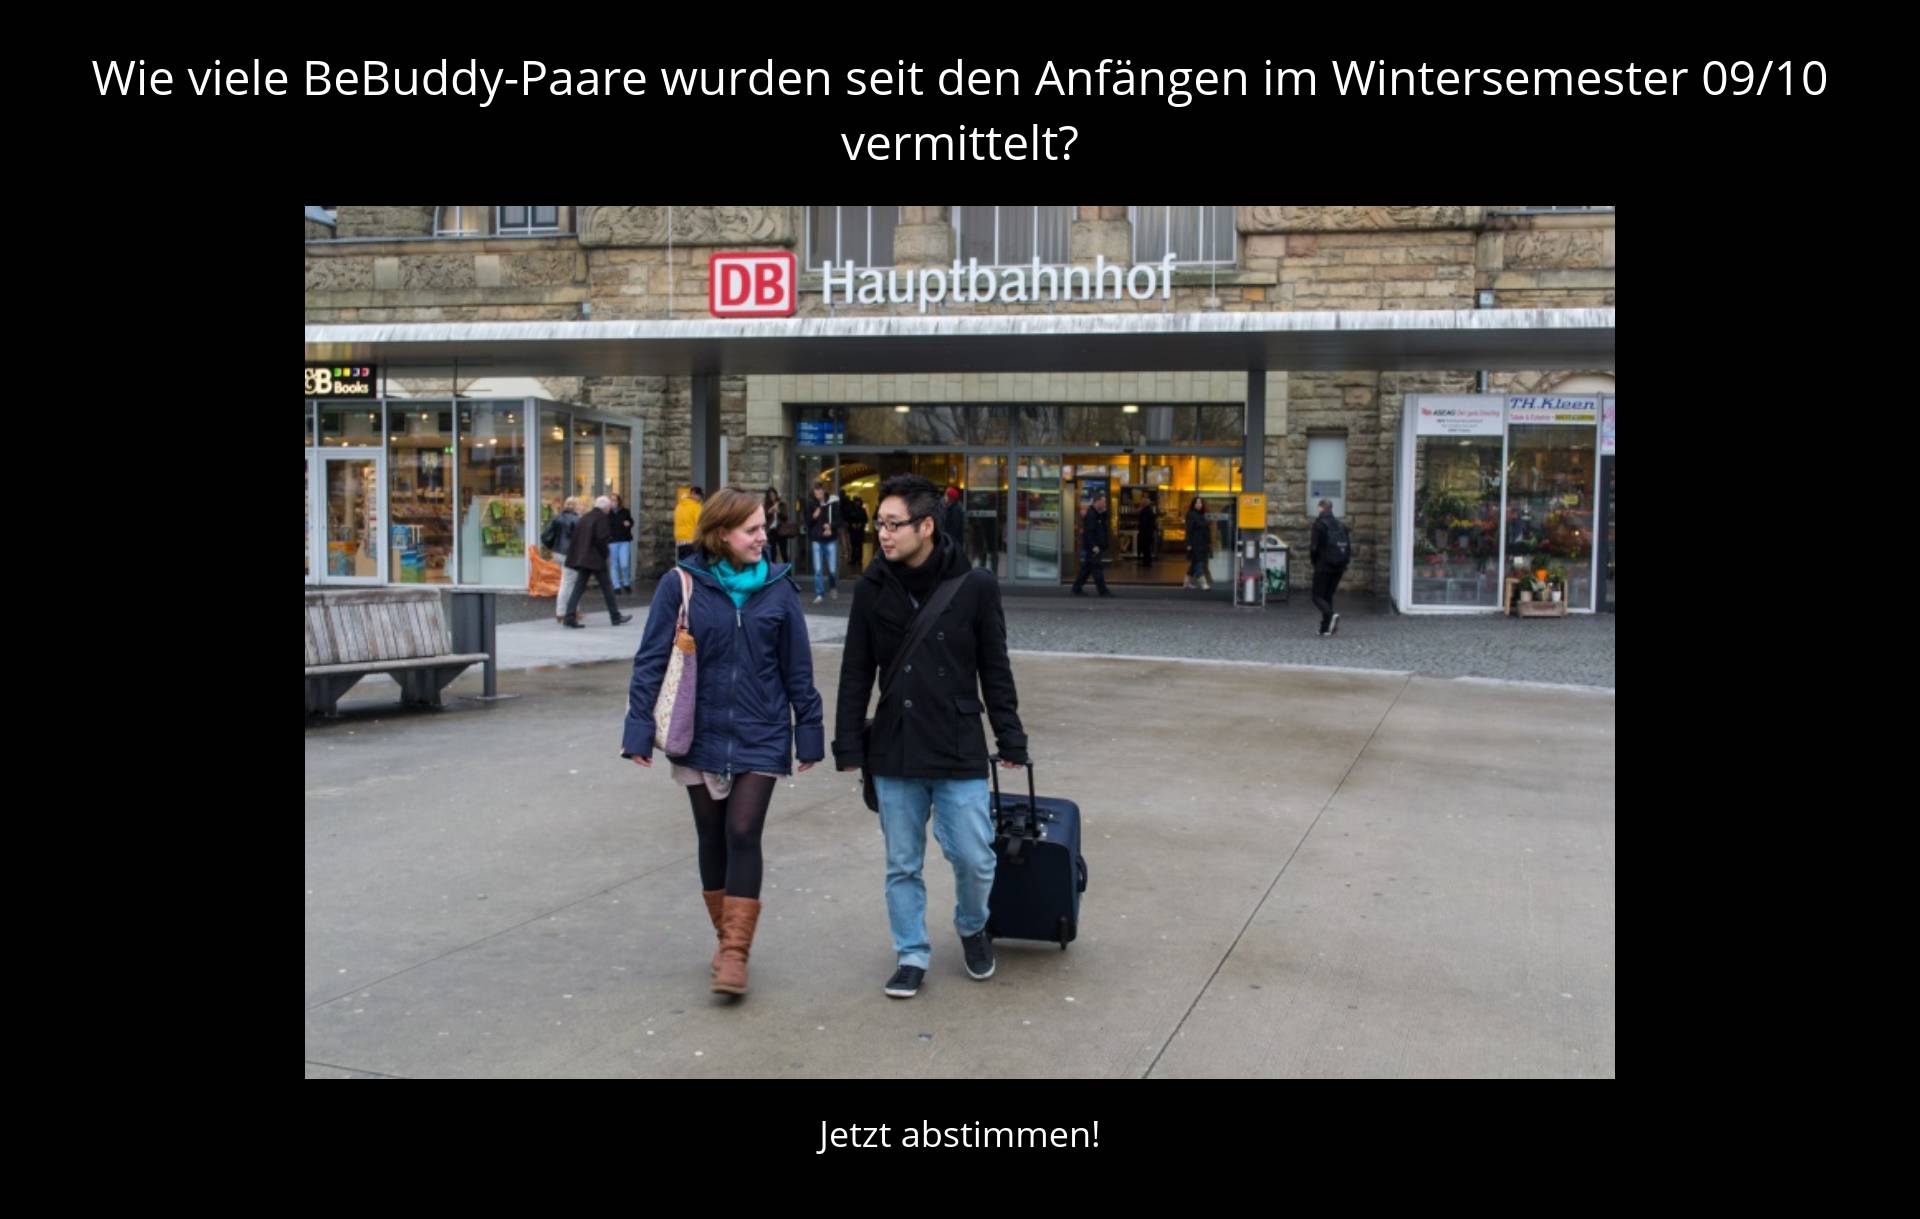 Wie viele BeBuddy-Paare wurden seit den Anfängen im Wintersemester 09/10
vermittelt?
DB Hauptbahnhof
Books
ASEAG
T.H.Kleen
Jetzt abstimmen!